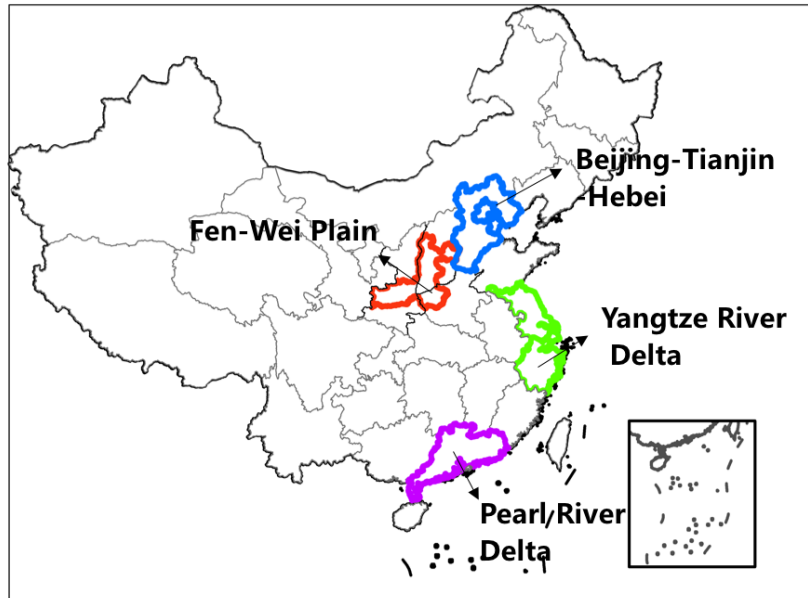 Beijing-Tianjin
-Hebei
Fen-Wei Plain
Yangtze River
Delta
Pearl River
Delta